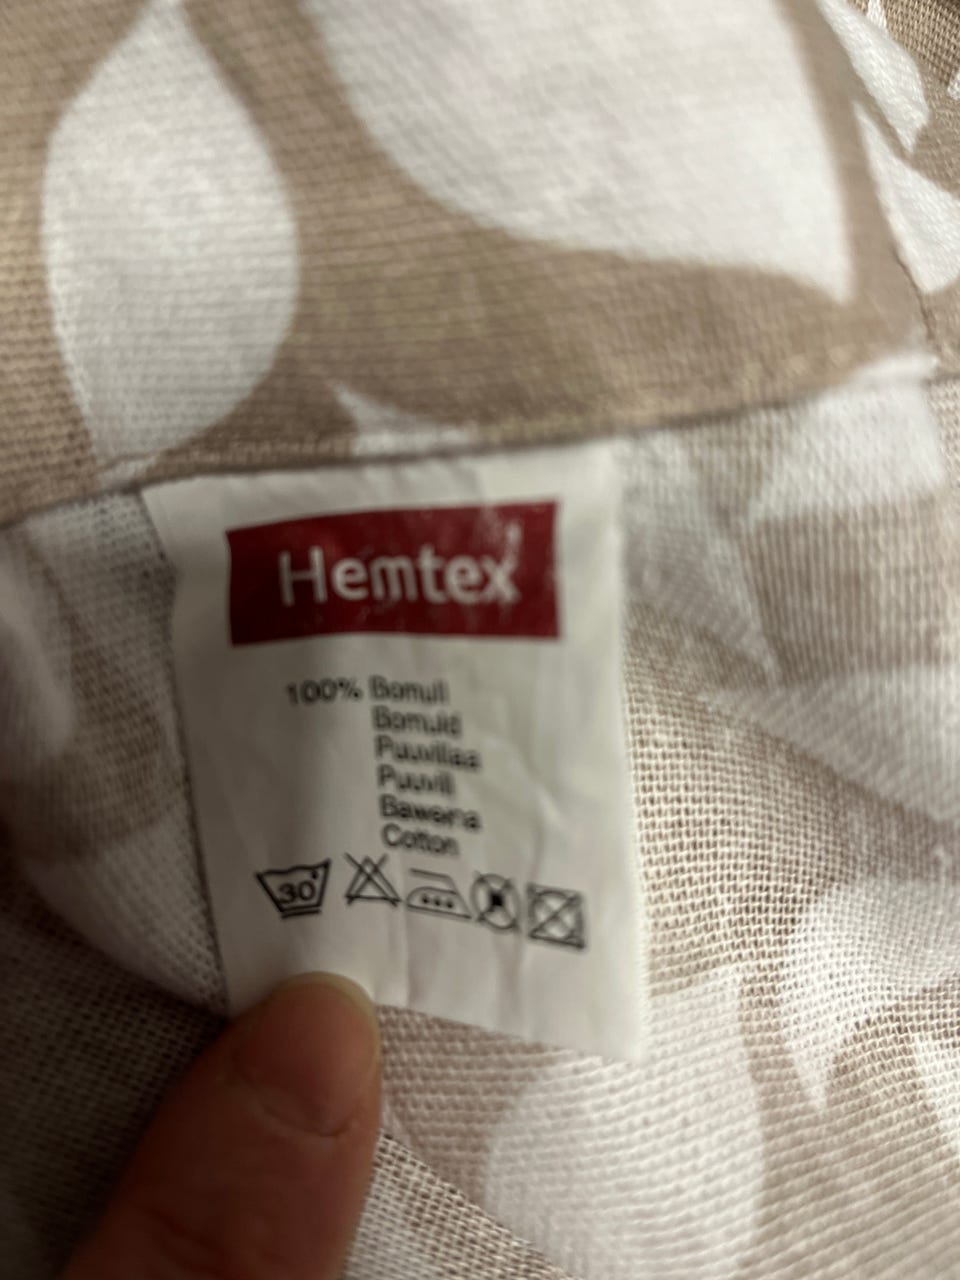 Hemtex
100% Bomull
Bomuld
Puuvillaa
Puuvill
Bawełna
Cotton
30°